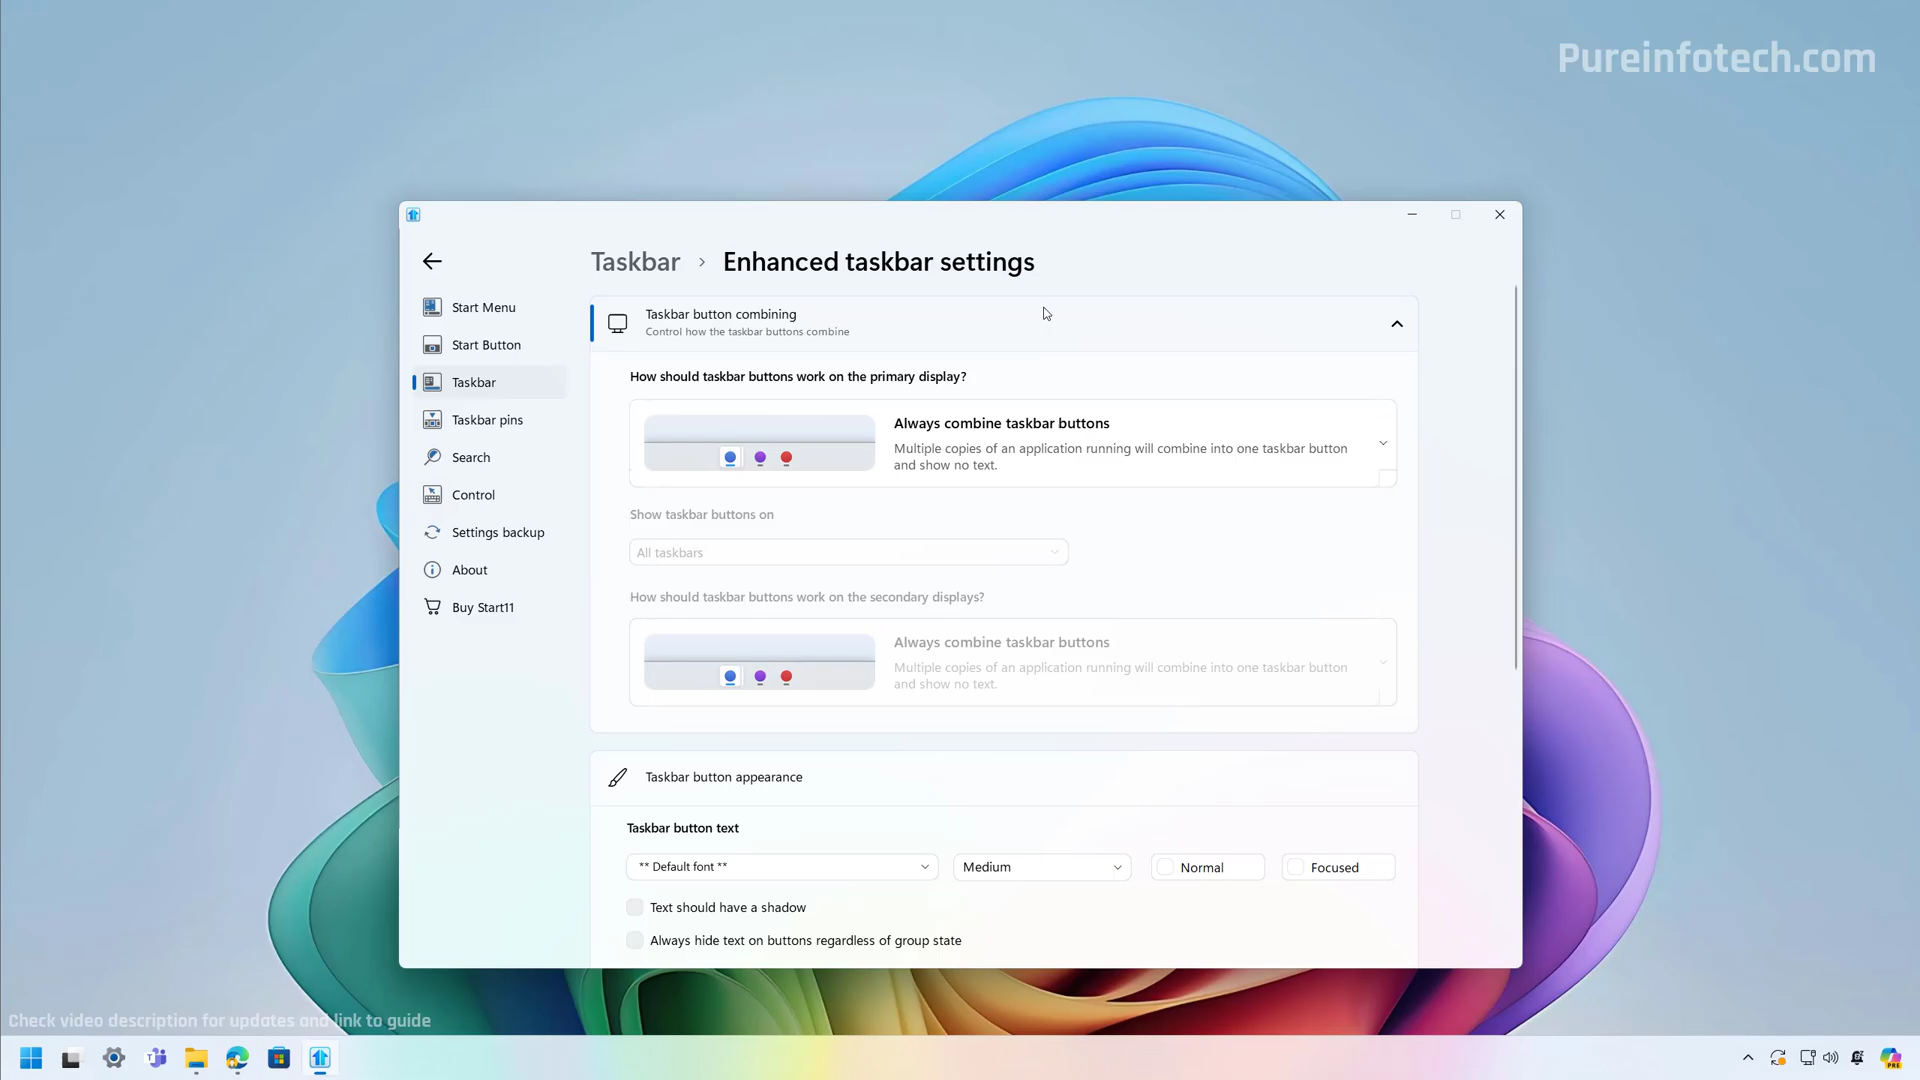 Pureinfotech.com
Taskbar > Enhanced taskbar settings
Start Menu
Start Button
Taskbar
Taskbar pins
Search
Control
Settings backup
About
Buy Start11
Taskbar button combining
Control how the taskbar buttons combine
How should taskbar buttons work on the primary display?
Always combine taskbar buttons
Multiple copies of an application running will combine into one taskbar button
and show no text.
Show taskbar buttons on
All taskbars
How should taskbar buttons work on the secondary displays?
Always combine taskbar buttons
Multiple copies of an application running will combine into one taskbar button
and show no text.
Taskbar button appearance
Taskbar button text
** Default font ** Medium Normal Focused
Text should have a shadow
Always hide text on buttons regardless of group state
Check video description for updates and link to guide
PRE